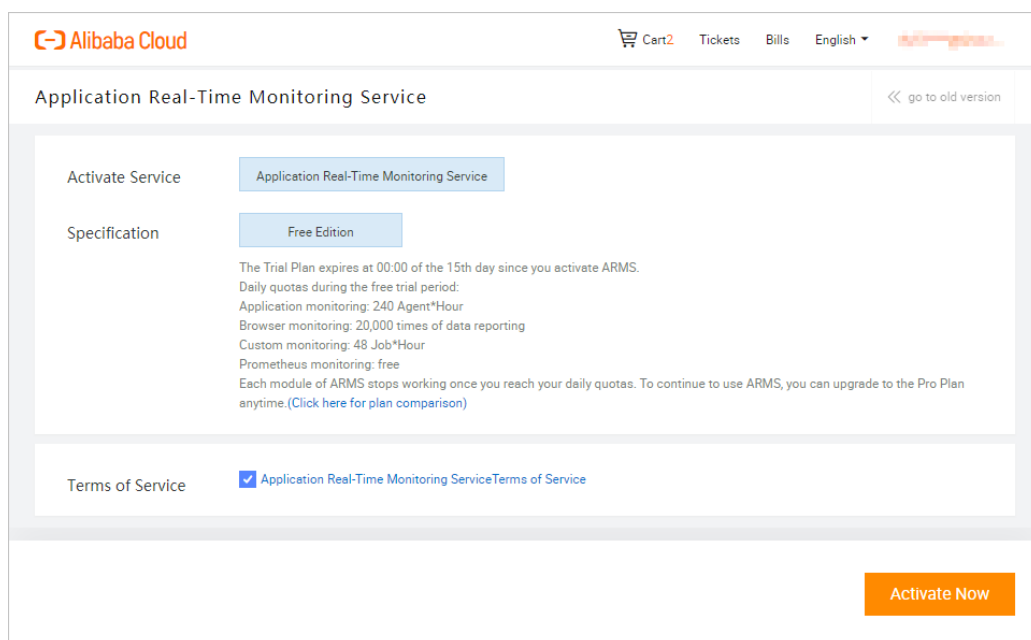 Alibaba Cloud
Cart2 Tickets Bills English
Application Real-Time Monitoring Service
go to old version
Activate Service
Application Real-Time Monitoring Service
Specification
Free Edition
The Trial Plan expires at 00:00 of the 15th day since you activate ARMS.
Daily quotas during the free trial period:
Application monitoring: 240 Agent*Hour
Browser monitoring: 20,000 times of data reporting
Custom monitoring: 48 Job*Hour
Prometheus monitoring: free
Each module of ARMS stops working once you reach your daily quotas. To continue to use ARMS, you can upgrade to the Pro Plan
anytime.(Click here for plan comparison)
Terms of Service
Application Real-Time Monitoring ServiceTerms of Service
Activate Now